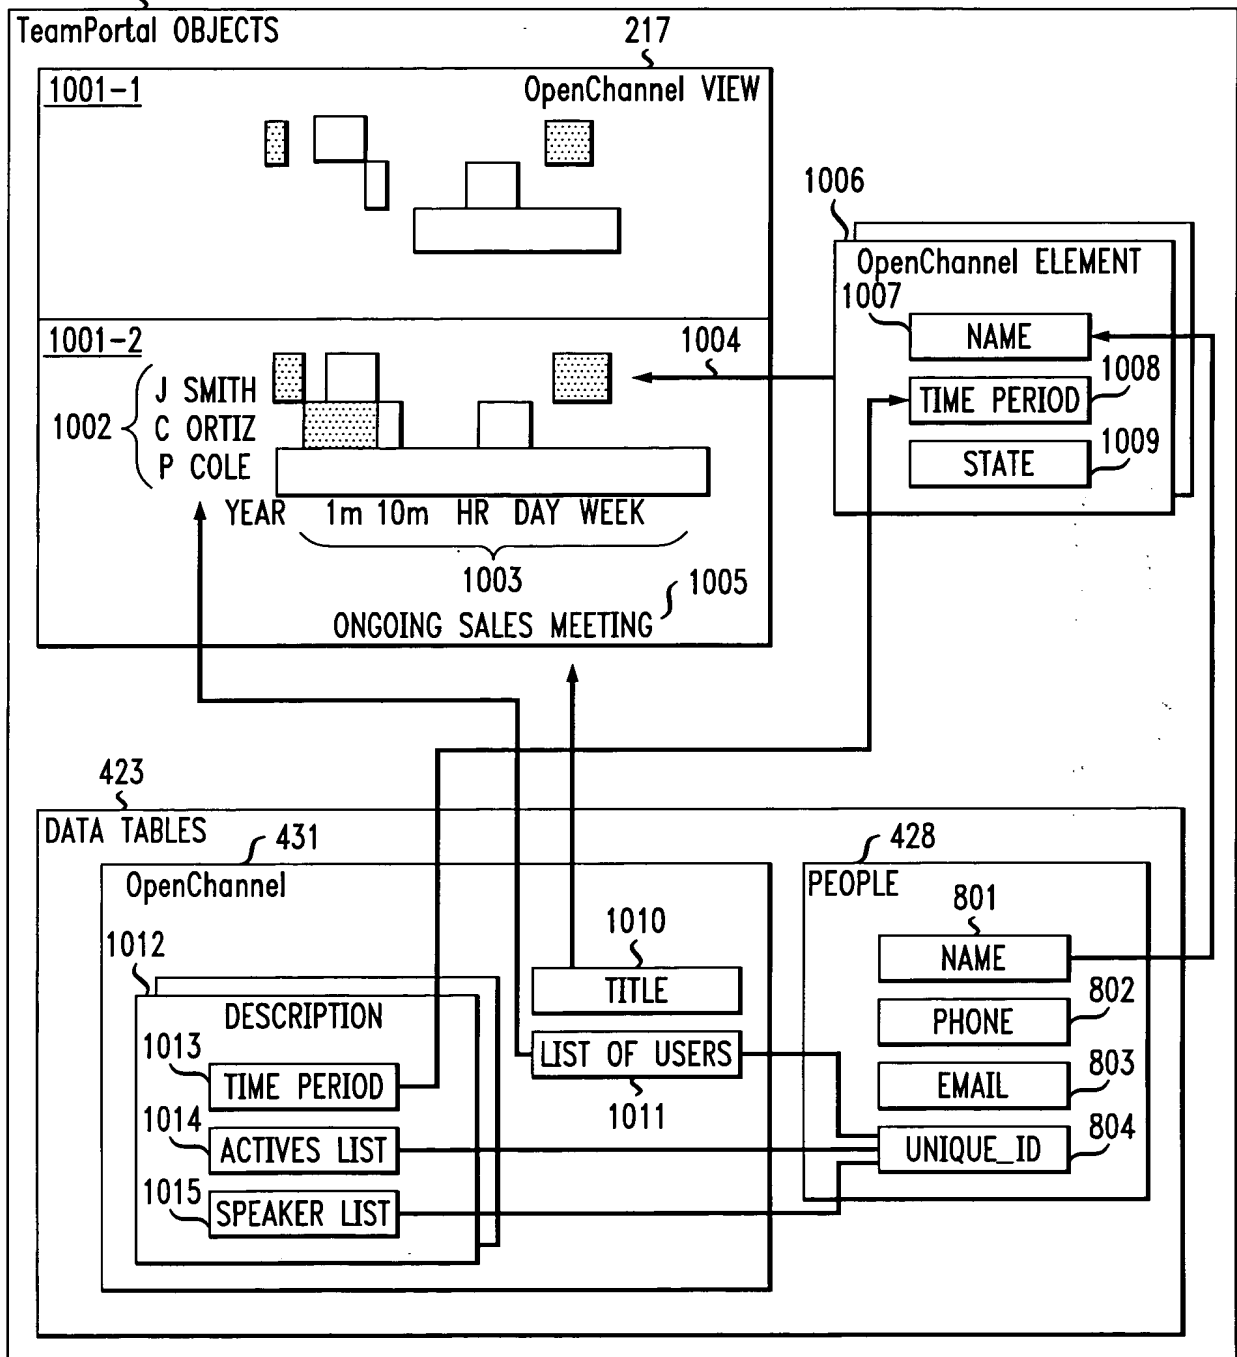 TeamPortal OBJECTS
217
1001-1
OpenChannel VIEW
1006
OpenChannel ELEMENT
1007
NAME
1008
TIME PERIOD
1009
STATE
1001-2
1004
1002
J SMITH
C ORTIZ
P COLE
YEAR 1m 10m HR DAY WEEK
1003
1005
ONGOING SALES MEETING
423
DATA TABLES
431
OpenChannel
428
PEOPLE
1010
TITLE
801
NAME
1012
DESCRIPTION
802
PHONE
1013
TIME PERIOD
LIST OF USERS
1011
803
EMAIL
1014
ACTIVES LIST
804
UNIQUE_ID
1015
SPEAKER LIST